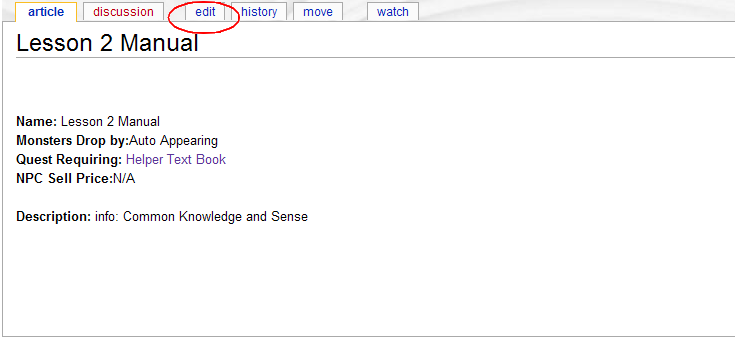 article discussion edit history move watch
Lesson 2 Manual
Name: Lesson 2 Manual
Monsters Drop by:Auto Appearing
Quest Requiring: Helper Text Book
NPC Sell Price:N/A
Description: info: Common Knowledge and Sense